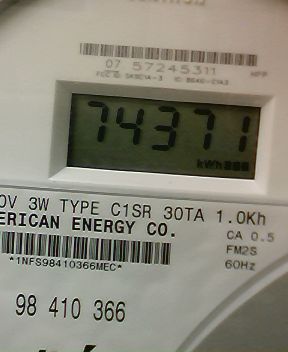 07 57245311
74371
kWh
0V 3W TYPE C1SR 30TA 1.0Kh
ERICAN ENERGY CO.
CA 0.5
FM2S
*1NFS98410366MEC*
60Hz
98 410 366